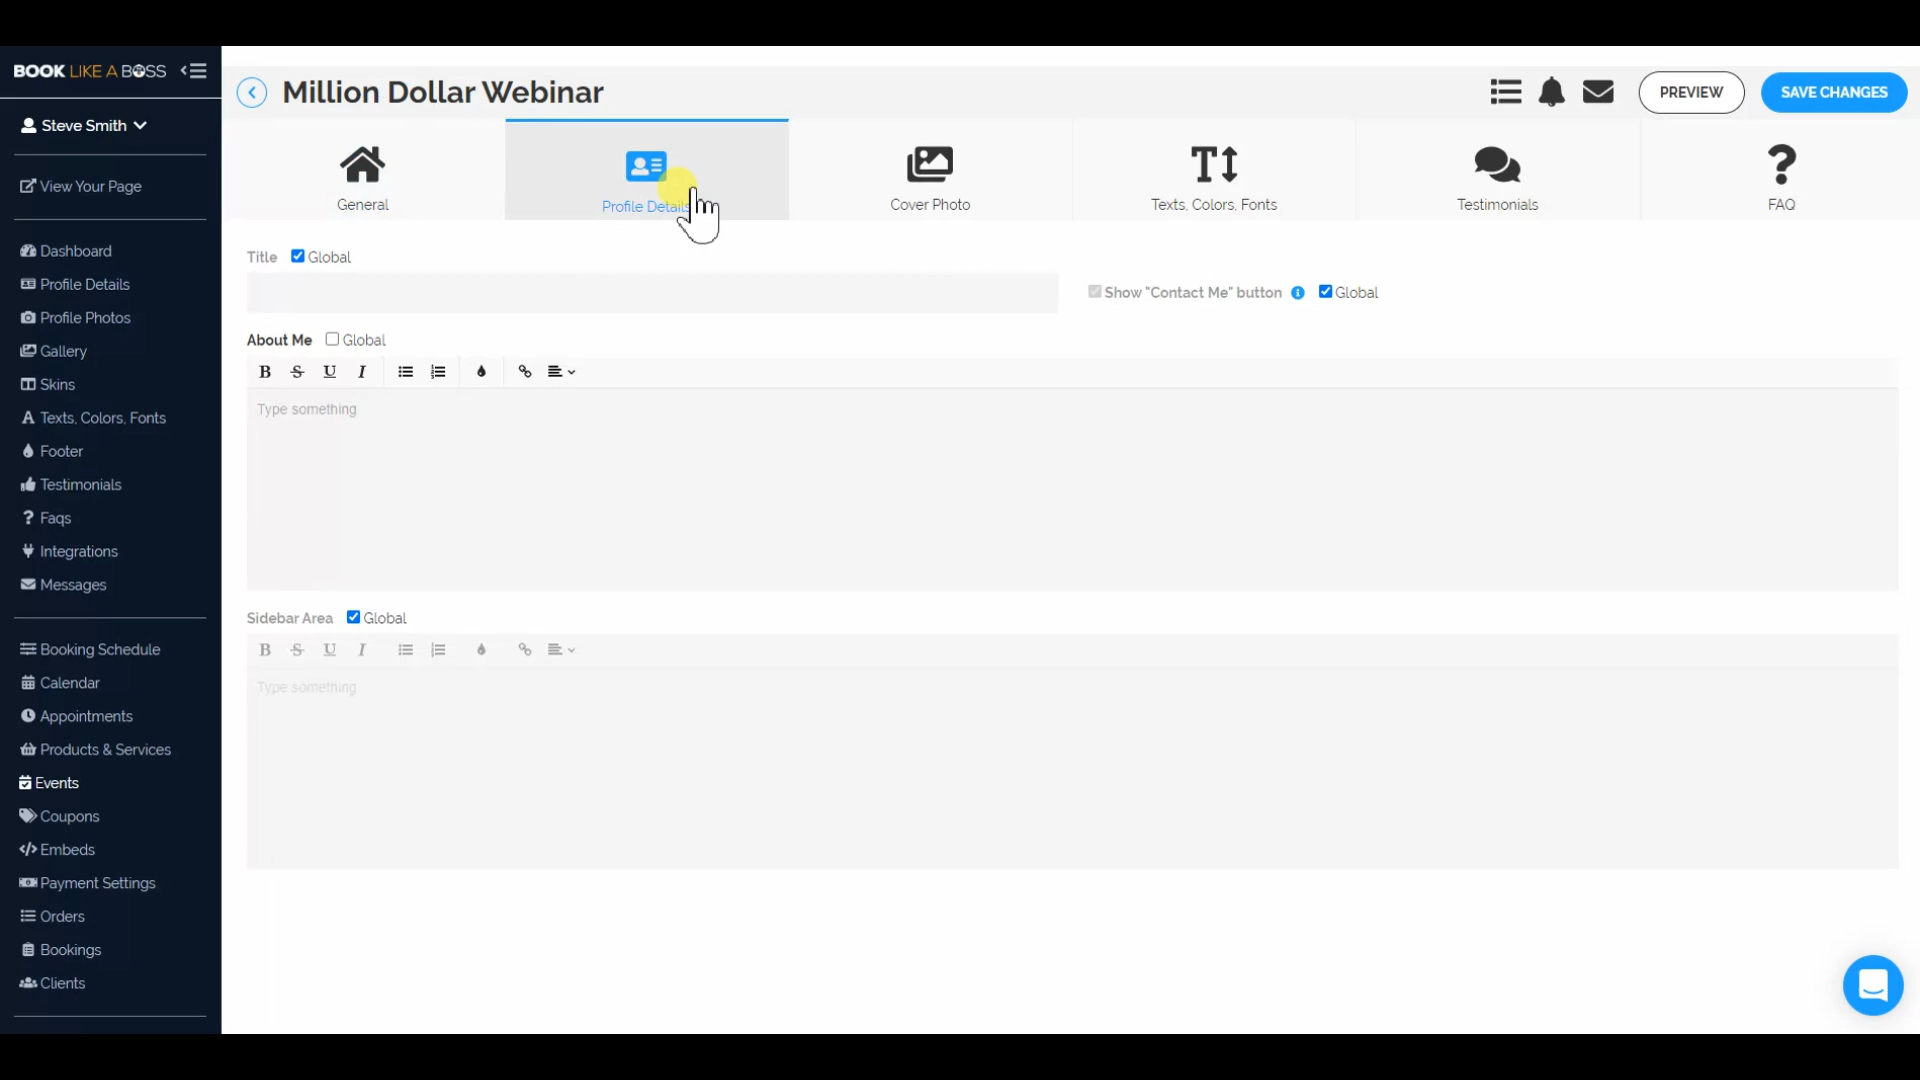 BOOK LIKE A BOSS
Steve Smith
View Your Page
Dashboard
Profile Details
Profile Photos
Gallery
Skins
Texts, Colors, Fonts
Footer
Testimonials
Faqs
Integrations
Messages
Booking Schedule
Calendar
Appointments
Products & Services
Events
Coupons
Embeds
Payment Settings
Orders
Bookings
Clients
Million Dollar Webinar
PREVIEW
SAVE CHANGES
General
Profile Details
Cover Photo
Texts, Colors, Fonts
Testimonials
FAQ
Title Global
Show "Contact Me" button Global
About Me Global
B S U I
Type something
Sidebar Area Global
B S U I
Type something